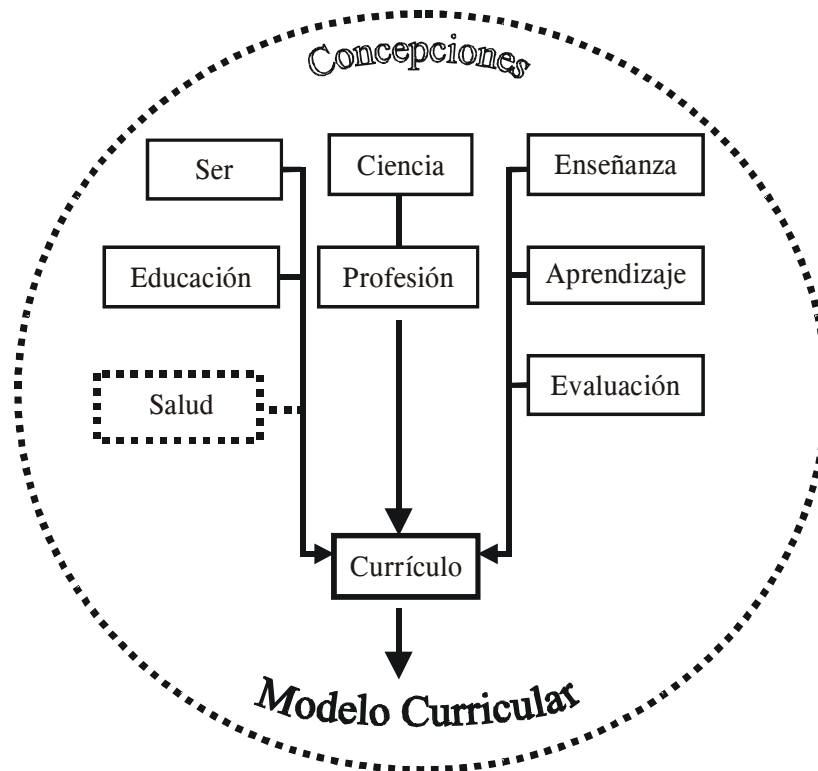 Concepciones
Ser
Ciencia
Enseñanza
Educación
Profesión
Aprendizaje
Salud
Evaluación
Currículo
Modelo Curricular